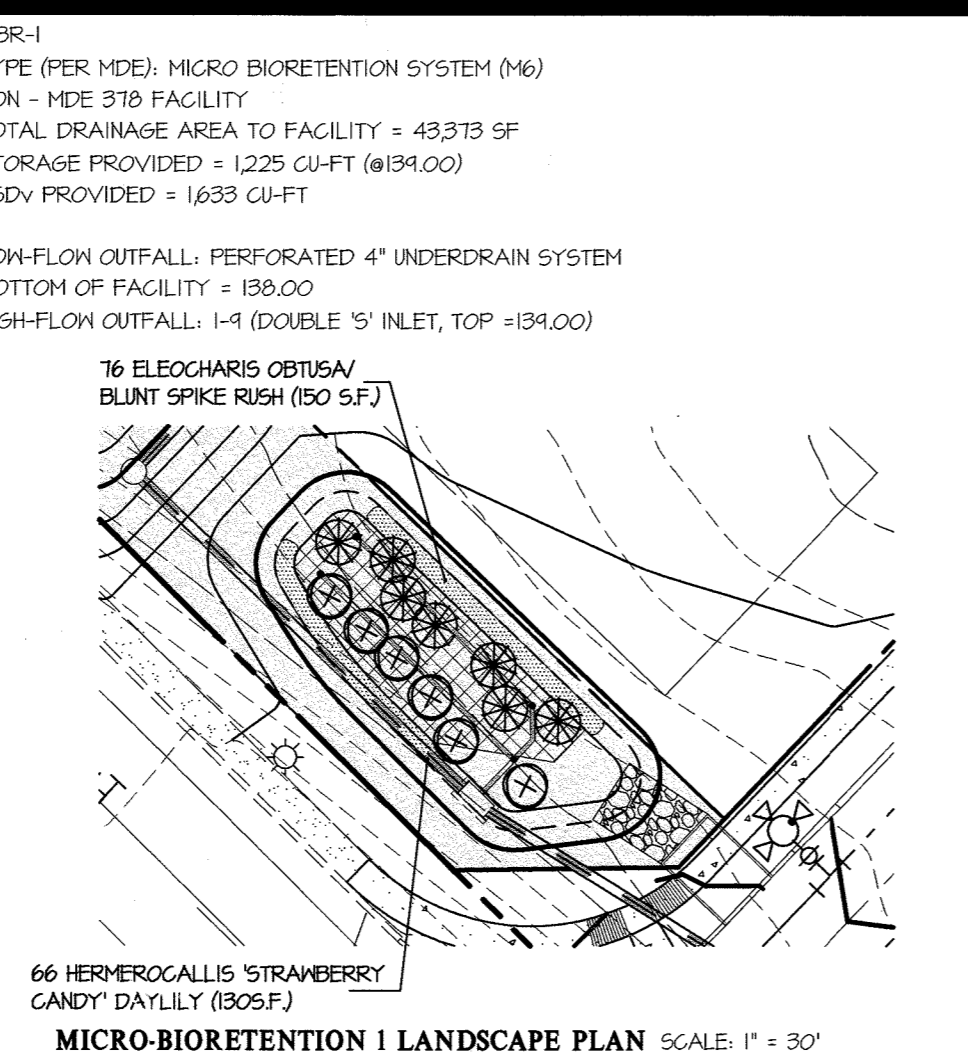 BR-1
YPE (PER MDE): MICRO BIORETENTION SYSTEM (M6)
ON - MDE 378 FACILITY
OTAL DRAINAGE AREA TO FACILITY = 43,373 SF
TORAGE PROVIDED = 1,225 CU-FT (@139.00)
SDv PROVIDED = 1,633 CU-FT
OW-FLOW OUTFALL: PERFORATED 4" UNDERDRAIN SYSTEM
OTTOM OF FACILITY = 138.00
IGH-FLOW OUTFALL: I-9 (DOUBLE 'S' INLET, TOP =139.00)
76 ELEOCHARIS OBTUSA/
BLUNT SPIKE RUSH (150 S.F.)
66 HERMEROCALLIS 'STRAWBERRY
CANDY' DAYLILY (130S.F.)
MICRO-BIORETENTION 1 LANDSCAPE PLAN SCALE: 1" = 30'